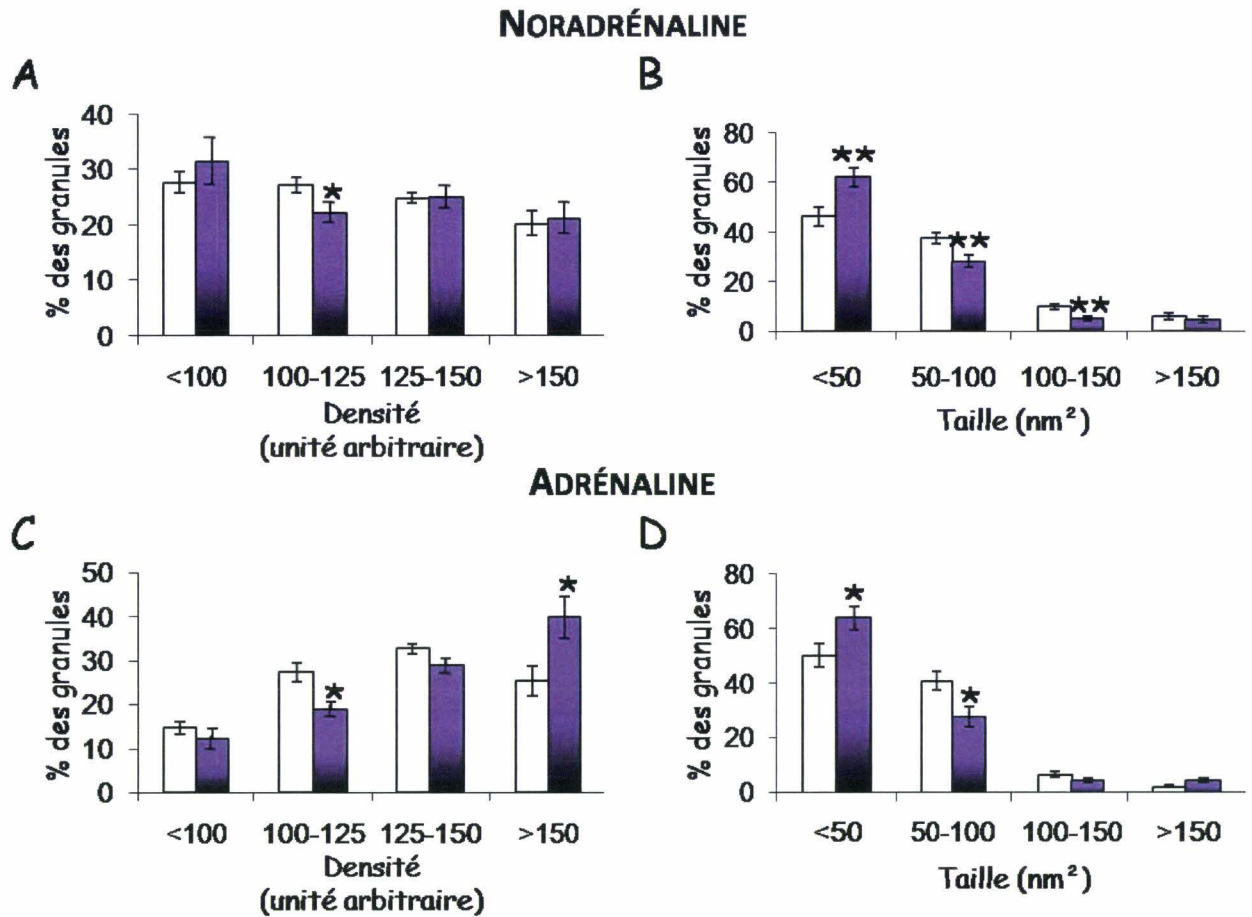 NORADRÉNALINE
A
B
% des granules
40
30
20
10
0
★
<100 100-125 125-150 >150
Densité
(unité arbitraire)
% des granules
80
60
40
20
0
★★
★★
★★
<50 50-100 100-150 >150
Taille (nm²)
ADRÉNALINE
C
D
% des granules
50
40
30
20
10
0
★
★
<100 100-125 125-150 >150
Densité
(unité arbitraire)
% des granules
80
60
40
20
0
★
★
<50 50-100 100-150 >150
Taille (nm²)